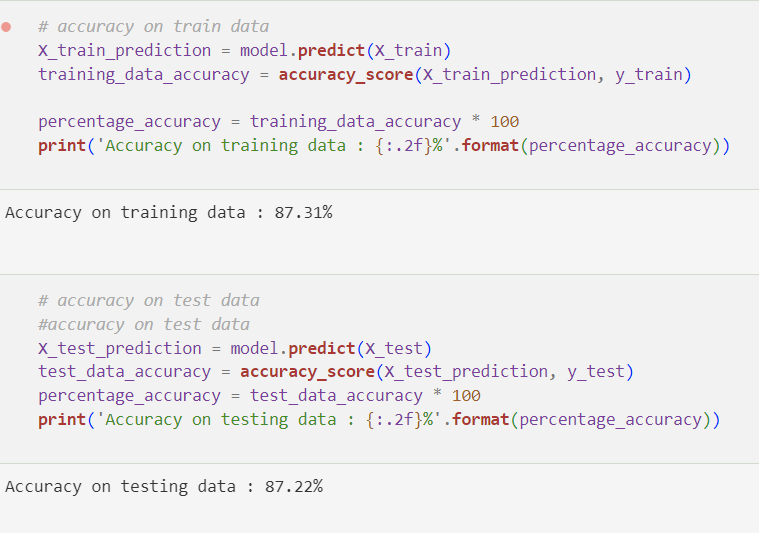 # accuracy on train data
X_train_prediction = model.predict(X_train)
training_data_accuracy = accuracy_score(X_train_prediction, y_train)
percentage_accuracy = training_data_accuracy * 100
print('Accuracy on training data : {:.2f}%'.format(percentage_accuracy))
Accuracy on training data : 87.31%
# accuracy on test data
#accuracy on test data
X_test_prediction = model.predict(X_test)
test_data_accuracy = accuracy_score(X_test_prediction, y_test)
percentage_accuracy = test_data_accuracy * 100
print('Accuracy on testing data : {:.2f}%'.format(percentage_accuracy))
Accuracy on testing data : 87.22%